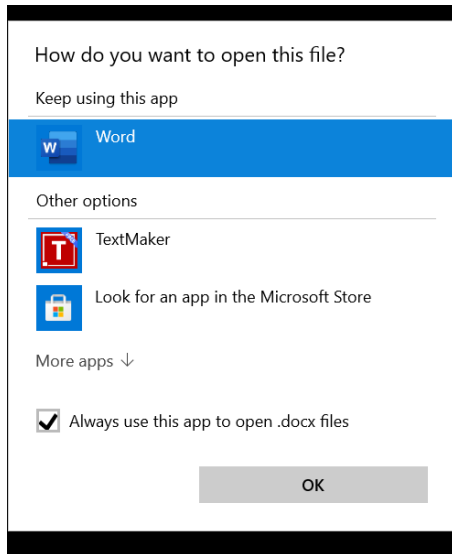 How do you want to open this file?
Keep using this app
W
Word
Other options
T
TextMaker
Look for an app in the Microsoft Store
More apps ↓
Always use this app to open .docx files
OK